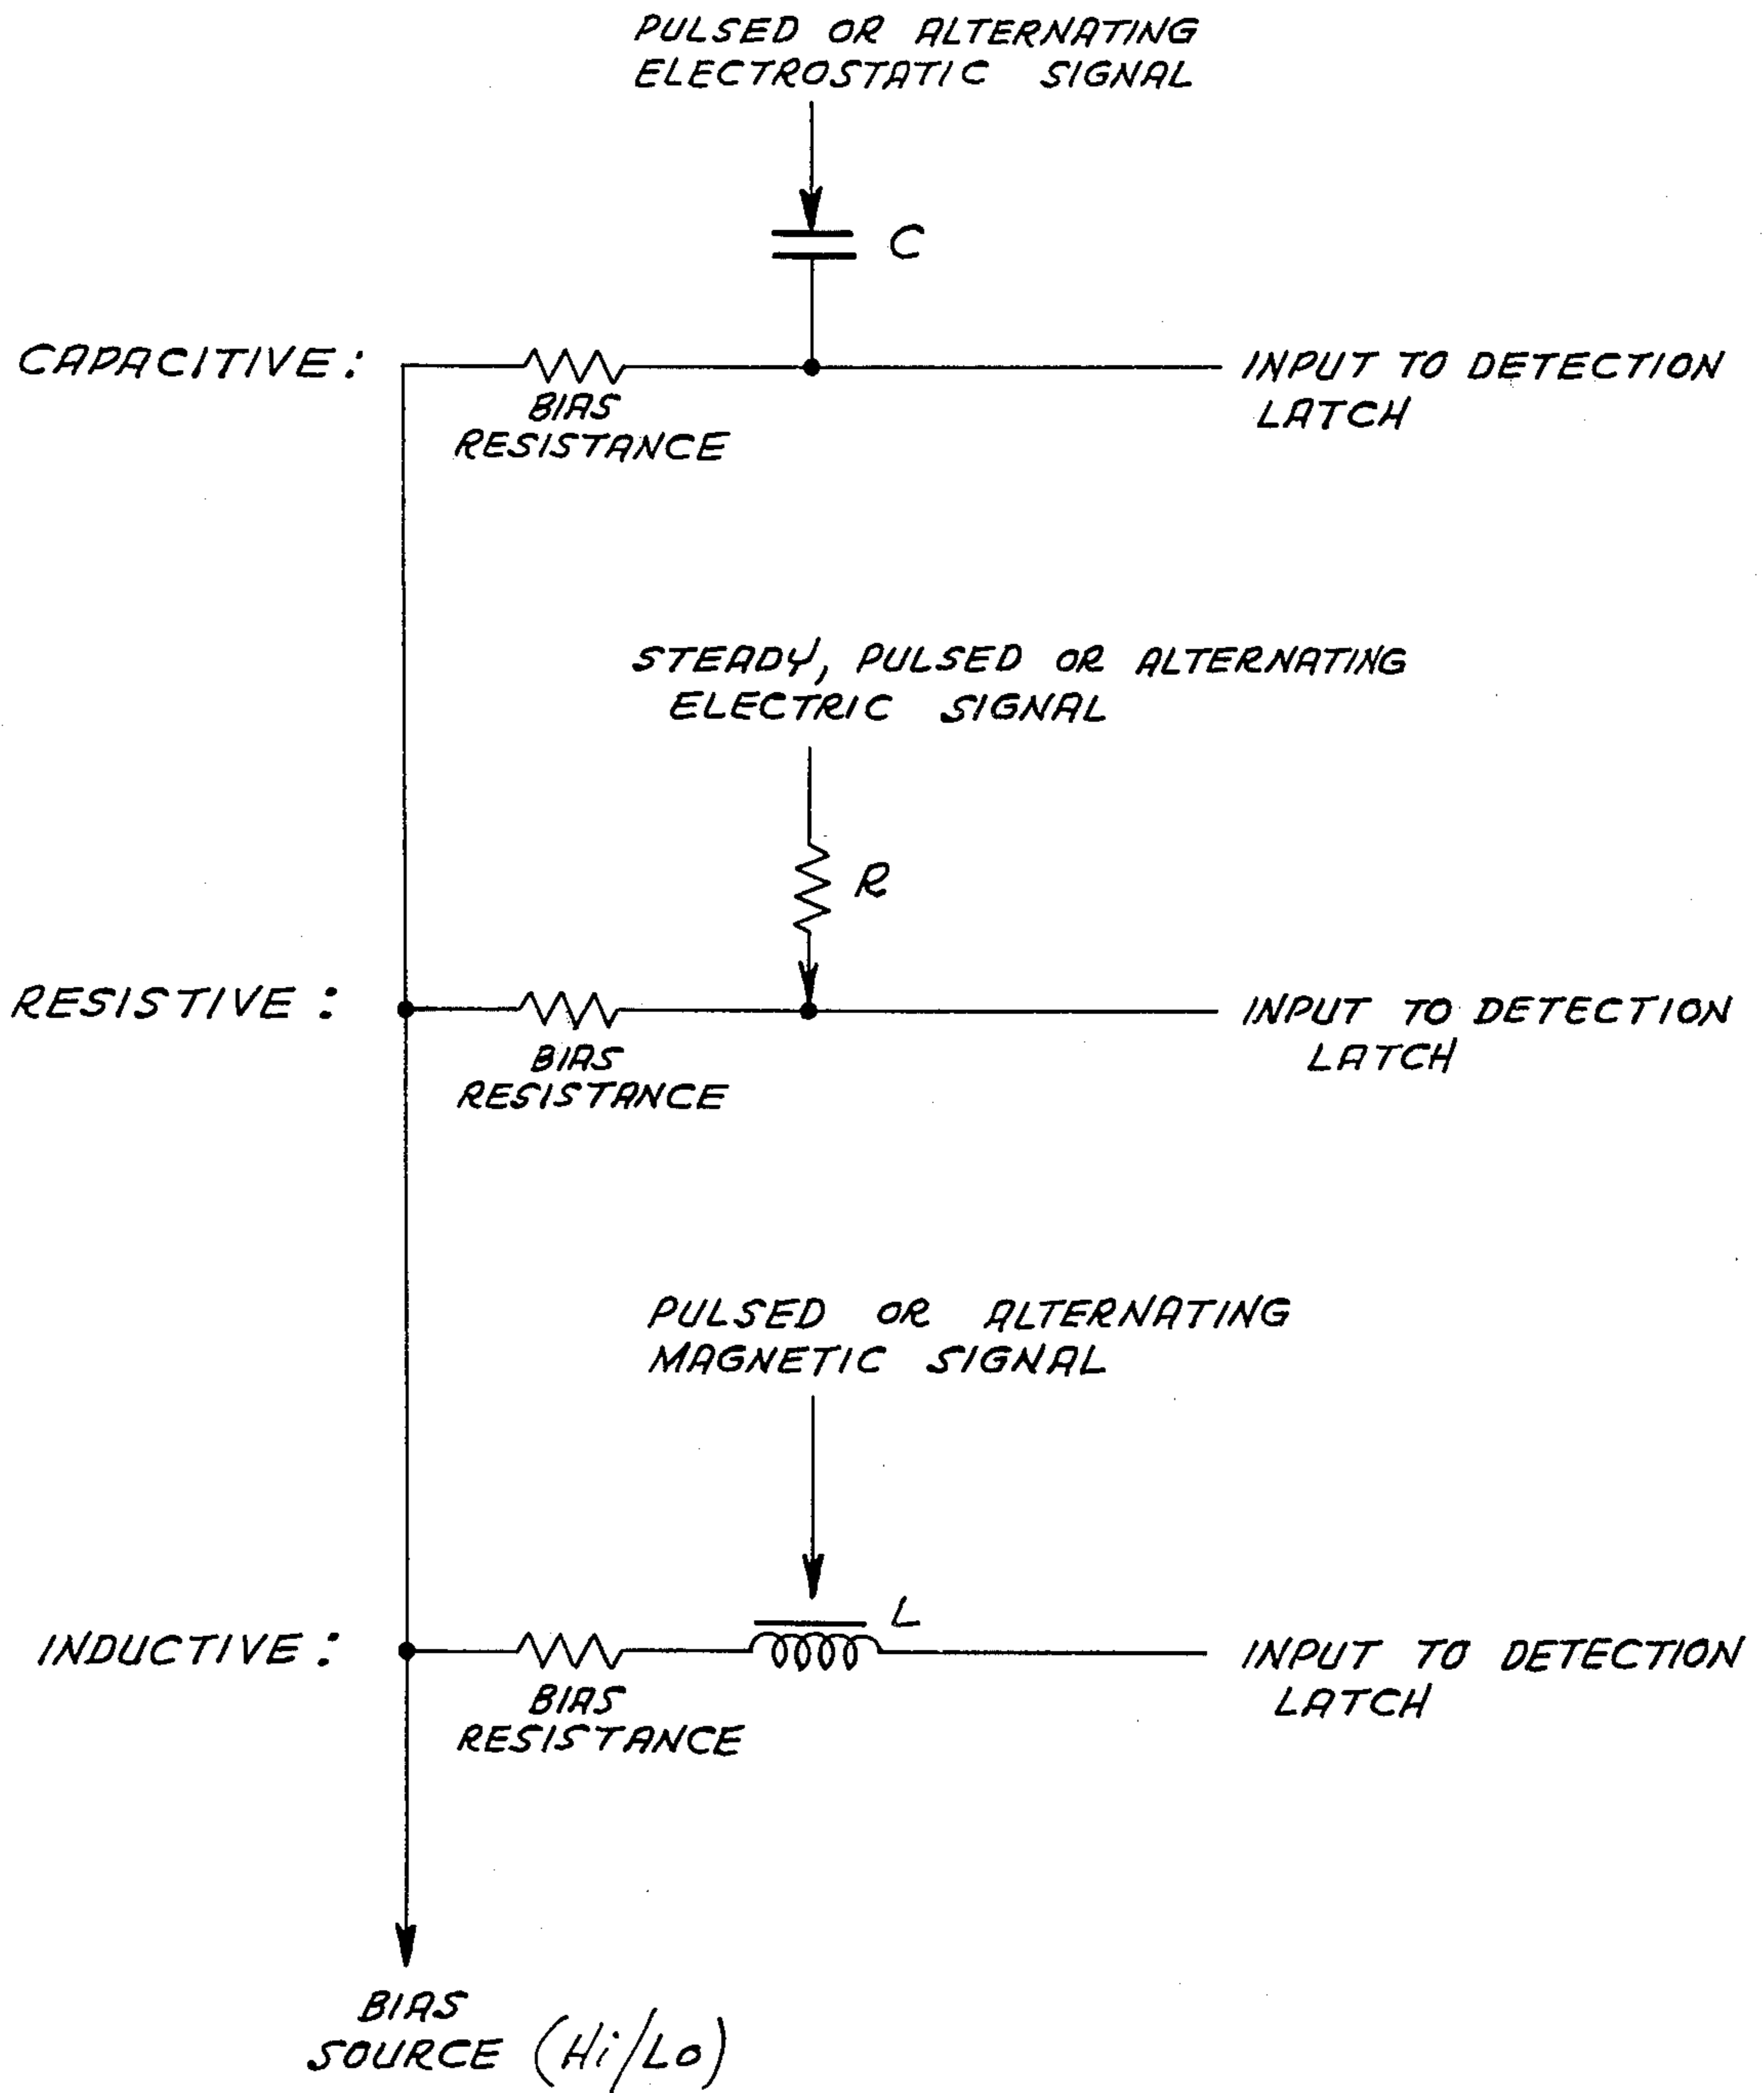 PULSED OR ALTERNATING
ELECTROSTATIC SIGNAL
C
CAPACITIVE:
BIAS
RESISTANCE
INPUT TO DETECTION
LATCH
STEADY, PULSED OR ALTERNATING
ELECTRIC SIGNAL
R
RESISTIVE:
BIAS
RESISTANCE
INPUT TO DETECTION
LATCH
PULSED OR ALTERNATING
MAGNETIC SIGNAL
L
INDUCTIVE:
BIAS
RESISTANCE
INPUT TO DETECTION
LATCH
BIAS
SOURCE (Hi/Lo)